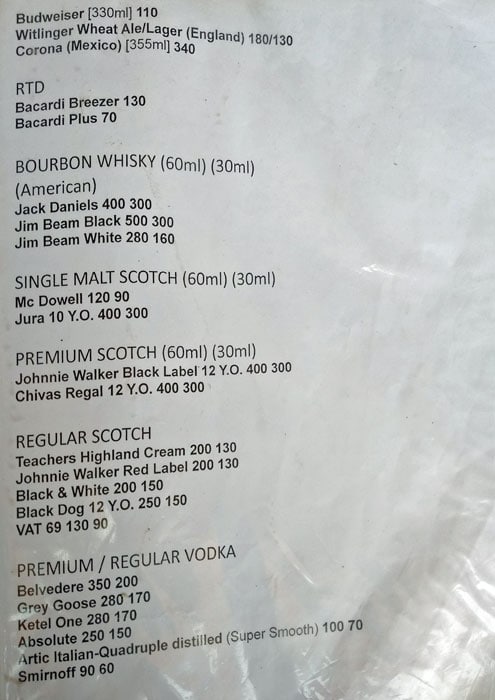 Budweiser [330ml] 110
Witlinger Wheat Ale/Lager (England) 180/130
Corona (Mexico) [355ml] 340
RTD
Bacardi Breezer 130
Bacardi Plus 70
BOURBON WHISKY (60ml) (30ml)
(American)
Jack Daniels 400 300
Jim Beam Black 500 300
Jim Beam White 280 160
SINGLE MALT SCOTCH (60ml) (30ml)
Mc Dowell 120 90
Jura 10 Y.O. 400 300
PREMIUM SCOTCH (60ml) (30ml)
Johnnie Walker Black Label 12 Y.O. 400 300
Chivas Regal 12 Y.O. 400 300
REGULAR SCOTCH
Teachers Highland Cream 200 130
Johnnie Walker Red Label 200 130
Black & White 200 150
Black Dog 12 Y.O. 250 150
VAT 69 130 90
PREMIUM / REGULAR VODKA
Belvedere 350 200
Grey Goose 280 170
Ketel One 280 170
Absolute 250 150
Artic Italian-Quadruple distilled (Super Smooth) 100 70
Smirnoff 90 60